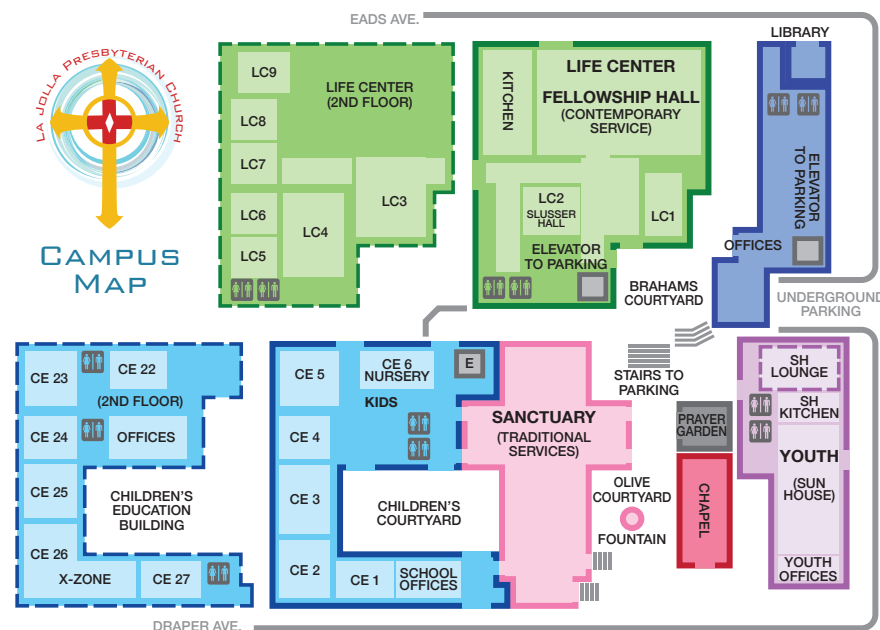 EADS AVE.
LA JOLLA PRESBYTERIAN CHURCH
CAMPUS
MAP
LC9
LIFE CENTER
(2ND FLOOR)
LC8
LC7
LC6
LC5
LC4
LC3
KITCHEN
LIFE CENTER
FELLOWSHIP HALL
(CONTEMPORARY
SERVICE)
LC2
SLUSSER
HALL
LC1
ELEVATOR
TO PARKING
LIBRARY
ELEVATOR
TO PARKING
OFFICES
BRAHAMS
COURTYARD
UNDERGROUND
PARKING
STAIRS TO
PARKING
CE 23
CE 22
(2ND FLOOR)
CE 24
OFFICES
CE 25
CHILDREN'S
EDUCATION
BUILDING
CE 26
X-ZONE
CE 27
CE 5
CE 6
NURSERY
E
KIDS
CE 4
CE 3
CHILDREN'S
COURTYARD
CE 2
CE 1
SCHOOL
OFFICES
SANCTUARY
(TRADITIONAL
SERVICES)
OLIVE
COURTYARD
FOUNTAIN
PRAYER
GARDEN
CHAPEL
SH
LOUNGE
SH
KITCHEN
YOUTH
(SUN
HOUSE)
YOUTH
OFFICES
DRAPER AVE.